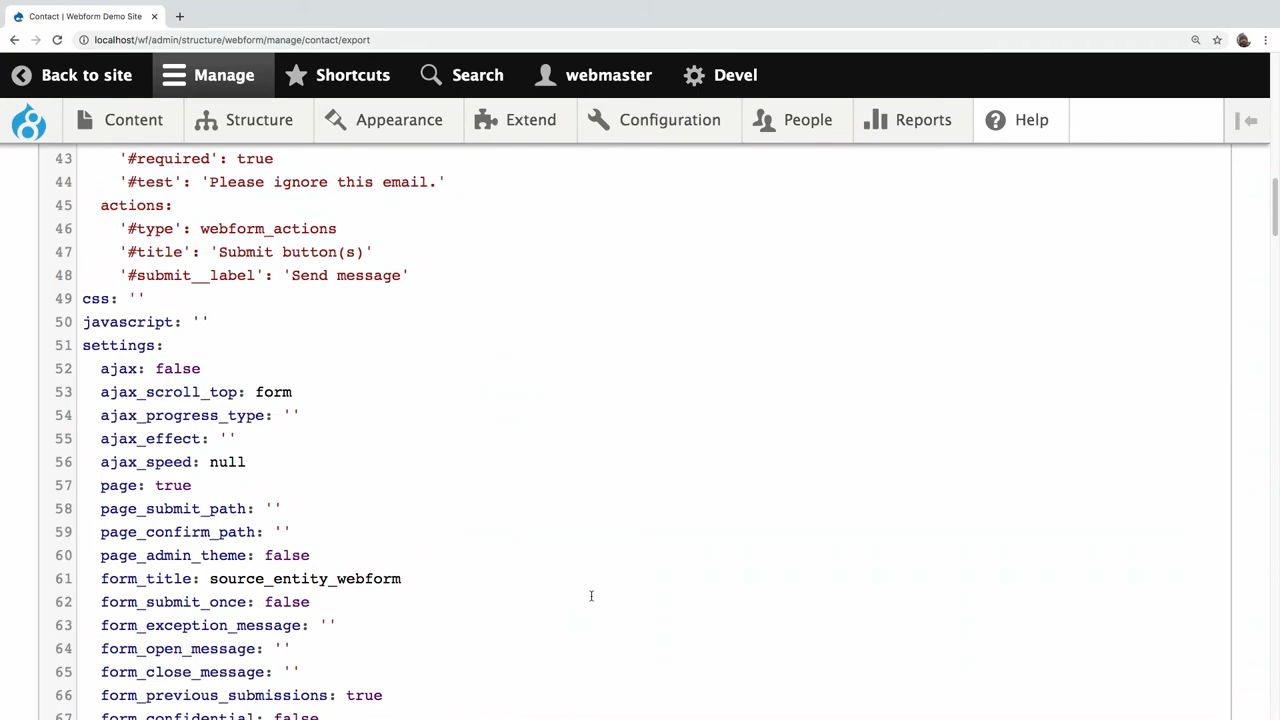 Contact | Webform Demo Site
localhost/wf/admin/structure/webform/manage/contact/export
Back to site Manage Shortcuts Search webmaster Devel
Content Structure Appearance Extend Configuration People Reports Help
43 '#required': true
44 '#test': 'Please ignore this email.'
45 actions:
46 '#type': webform_actions
47 '#title': 'Submit button(s)'
48 '#submit__label': 'Send message'
49 css: ''
50 javascript: ''
51 settings:
52 ajax: false
53 ajax_scroll_top: form
54 ajax_progress_type: ''
55 ajax_effect: ''
56 ajax_speed: null
57 page: true
58 page_submit_path: ''
59 page_confirm_path: ''
60 page_admin_theme: false
61 form_title: source_entity_webform
62 form_submit_once: false
63 form_exception_message: ''
64 form_open_message: ''
65 form_close_message: ''
66 form_previous_submissions: true
67 form_confidential: false